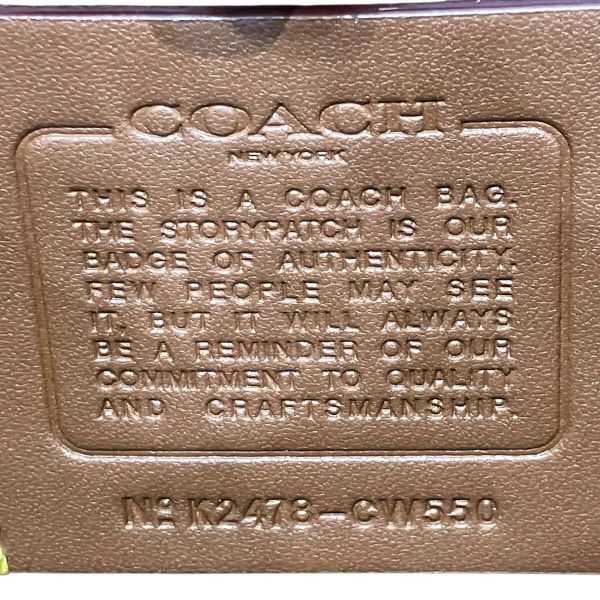 COACH
NEW YORK
THIS IS A COACH BAG.
THE STORYPATCH IS OUR
BADGE OF AUTHENTICITY.
FEW PEOPLE MAY SEE
IT, BUT IT WILL ALWAYS
BE A REMINDER OF OUR
COMMITMENT TO QUALITY
AND CRAFTSMANSHIP.
Nº K2478-CW550